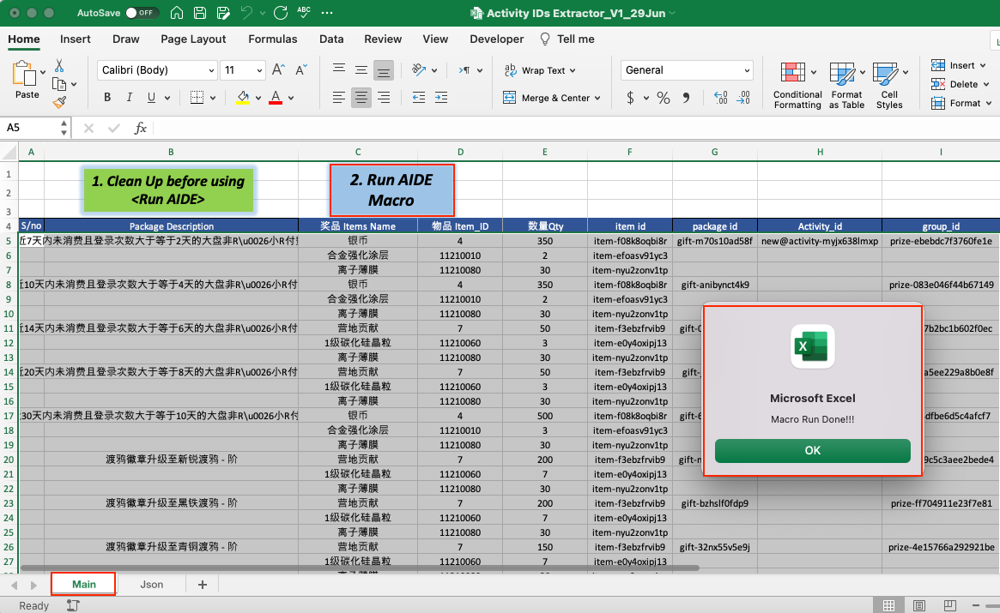 AutoSave OFF ABC Activity IDs Extractor_V1_29Jun
Home Insert Draw Page Layout Formulas Data Review View Developer Tell me
Paste
Calibri (Body) 11
B I U
Wrap Text
Merge & Center
General
$ % 
Conditional Formatting
Format as Table
Cell Styles
Insert
Delete
Format
A5 fx
A B C D E F G H I
1
2
3
1. Clean Up before using
<Run AIDE>
2. Run AIDE
Macro
4 S/no Package Description 奖品 Items Name 物品 Item_ID 数量Qty item id package id Activity_id group_id
5 近7天内未消费且登录次数大于等于2天的大盘非R\u0026小R付 银币 4 350 item-f08k8oqbi8r gift-m70s10ad58f new@activity-myjx638lmxp prize-ebebdc7f3760fe1e
6 合金强化涂层 11210010 2 item-efoasv91yc3
7 离子薄膜 11210080 30 item-nyu2zonv1tp
8 近10天内未消费且登录次数大于等于4天的大盘非R\u0026小R付 银币 4 350 item-f08k8oqbi8r gift-anibynct4k9 prize-083e046f44b67149
9 合金强化涂层 11210010 2 item-efoasv91yc3
10 离子薄膜 11210080 30 item-nyu2zonv1tp
11 近14天内未消费且登录次数大于等于6天的大盘非R\u0026小R付 营地贡献 7 50 item-f3ebzfrvib9 7b2bc1b602f0ec
12 1级碳化硅晶粒 11210060 3 item-e0y4oxipj13
13 离子薄膜 11210080 30 item-nyu2zonv1tp
14 近20天内未消费且登录次数大于等于8天的大盘非R\u0026小R付 营地贡献 7 50 item-f3ebzfrvib9 gift- a5ee229a8b0e8f
15 1级碳化硅晶粒 11210060 3 item-e0y4oxipj13
16 离子薄膜 11210080 30 item-nyu2zonv1tp
17 30天内未消费且登录次数大于等于10天的大盘非R\u0026小R付 银币 4 500 item-f08k8oqbi8r dfbe6d5c4afcf7
18 合金强化涂层 11210010 3 item-efoasv91yc3
19 离子薄膜 11210080 30 item-nyu2zonv1tp
20 渡鸦徽章升级至新锐渡鸦 - 阶 营地贡献 7 200 item-f3ebzfrvib9 9c5c3aee2bede4
21 1级碳化硅晶粒 11210060 7 item-e0y4oxipj13
22 离子薄膜 11210080 30 item-nyu2zonv1tp
23 渡鸦徽章升级至黑铁渡鸦 - 阶 营地贡献 7 200 item-f3ebzfrvib9 gift-bzhslf0fdp9 prize-ff704911e23f7e81
24 1级碳化硅晶粒 11210060 7 item-e0y4oxipj13
25 离子薄膜 11210080 30 item-nyu2zonv1tp
26 渡鸦徽章升级至青铜渡鸦 - 阶 营地贡献 7 150 item-f3ebzfrvib9 gift-32nx55v5e9j prize-4e15766a292921be
27 1级碳化硅晶粒 11210060 7 item-e0y4oxipj13
Microsoft Excel
Macro Run Done!!!
OK
Main Json +
Ready